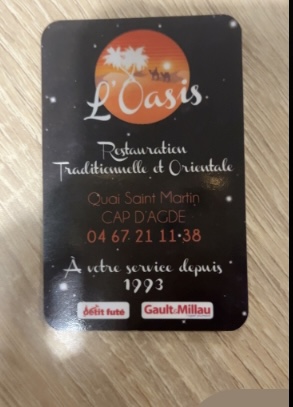 L'Oasis
Restauration
Traditionnelle et Orientale
Quai Saint Martin
CAP D'AGDE
04 67 21 11 38
À votre service depuis
1993
petit futé
Gault&Millau